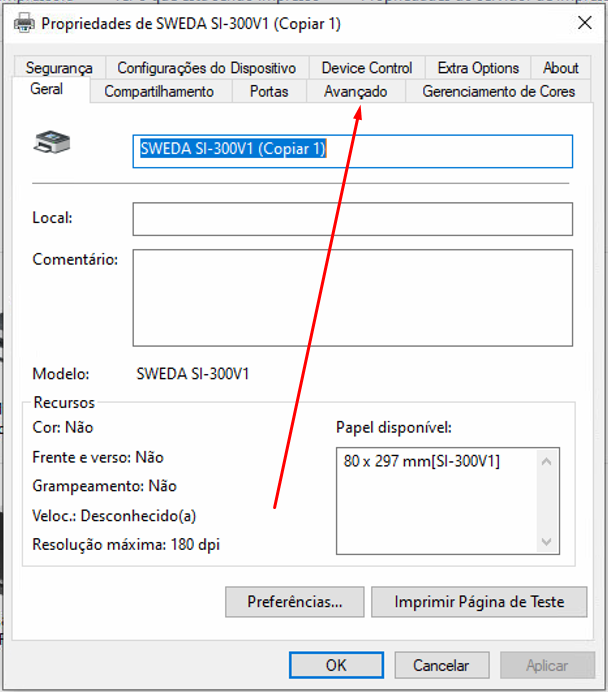 Propriedades de SWEDA SI-300V1 (Copiar 1)
Segurança Configurações do Dispositivo Device Control Extra Options About
Geral Compartilhamento Portas Avançado Gerenciamento de Cores
SWEDA SI-300V1 (Copiar 1)
Local:
Comentário:
Modelo: SWEDA SI-300V1
Recursos
Cor: Não
Papel disponível:
Frente e verso: Não
80 x 297 mm[SI-300V1]
Grampeamento: Não
Veloc.: Desconhecido(a)
Resolução máxima: 180 dpi
Preferências... Imprimir Página de Teste
OK Cancelar Aplicar